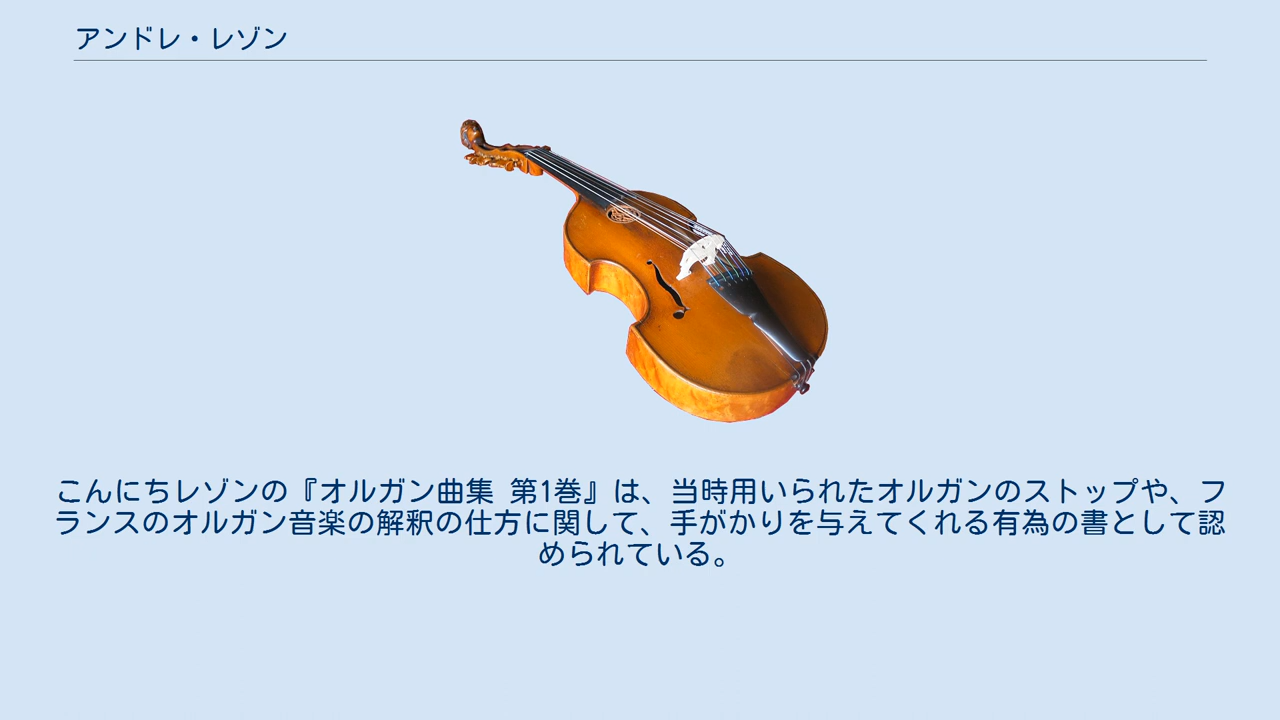 アンドレ・レゾン
こんにちレゾンの『オルガン曲集 第1巻』は、当時用いられたオルガンのストップや、フ
ランスのオルガン音楽の解釈の仕方に関して、手がかりを与えてくれる有為の書として認
められている。